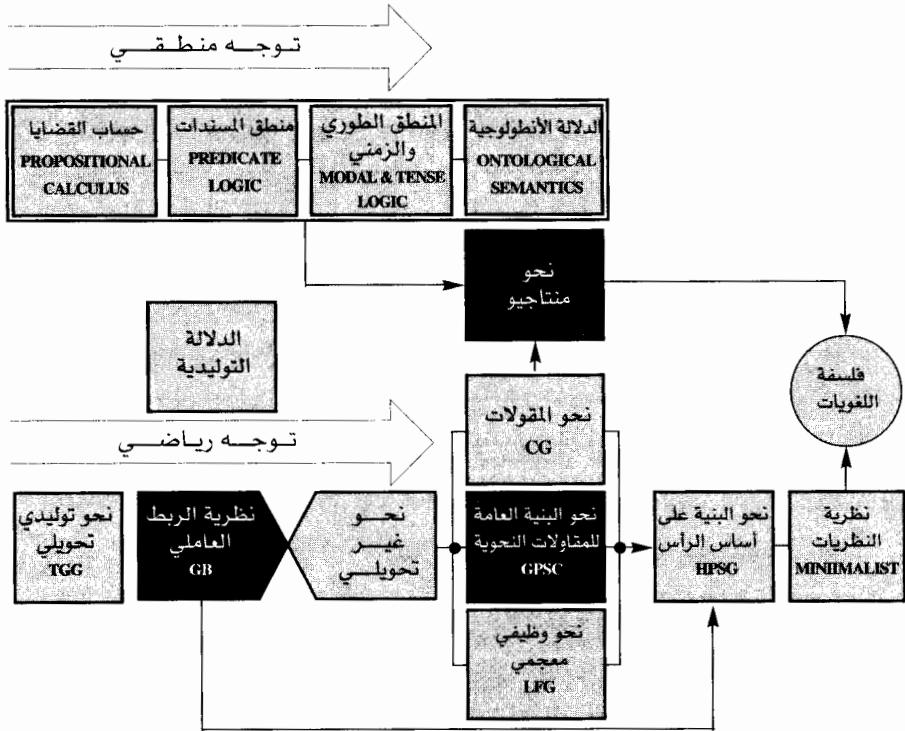 توجه منطقي
حساب القضايا
PROPOSITIONAL
CALCULUS
منطق المسندات
PREDICATE
LOGIC
المنطق الطوري
والزمني
MODAL & TENSE
LOGIC
الدلالة الأنطولوجية
ONTOLOGICAL
SEMANTICS
نحو
منتاجيو
الدلالة
التوليدية
فلسفة
اللغويات
توجه رياضي
نحو المقولات
CG
نحو توليدي
تحويلي
TGG
نظرية الربط
العاملي
GB
نحو
غير
تحويلي
نحو البنية العامة
للمقاولات النحوية
GPSC
نحو البنية على
أساس الرأس
HPSG
نظرية
النظريات
MINIMALIST
نحو وظيفي
معجمي
LFG